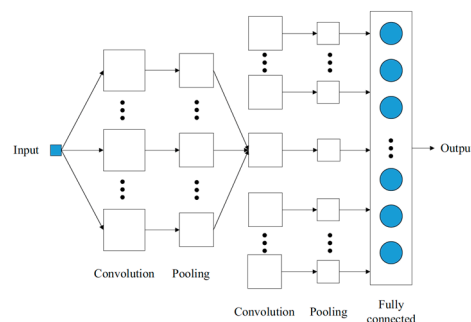 Input
Outpu
Convolution
Pooling
Convolution
Pooling
Fully
connected